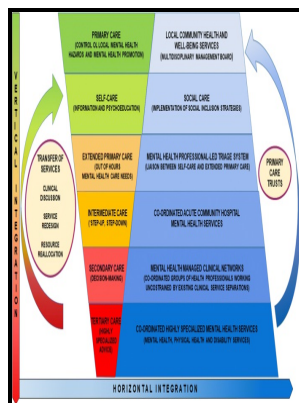 VERTICAL INTEGRATION
PRIMARY CARE
(CONTROL OL LOCAL MENTAL HEALTH
HAZARDS AND MENTAL HEALTH PROMOTION)
LOCAL COMMUNITY HEALTH AND
WELL-BEING SERVICES
(MULTIDISCIPLINARY MANAGEMENT BOARD)
SELF-CARE
(INFORMATION AND PSYCHOEDUCATION)
SOCIAL CARE
(IMPLEMENTATION OF SOCIAL INCLUSION STRATEGIES)
TRANSFER OF
SERVICES
CLINICAL
DISCUSSION
SERVICE
REDESIGN
RESOURCE
REALLOCATION
EXTENDED PRIMARY CARE
(OUT OF HOURS
MENTAL HEALTH CARE NEEDS)
MENTAL HEALTH PROFESSIONAL-LED TRIAGE SYSTEM
(LIAISON BETWEEN SELF-CARE AND EXTENDED PRIMARY CARE)
PRIMARY
CARE
TRUSTS
INTERMEDIATE CARE
("STEP-UP, STEP-DOWN)
CO-ORDINATED ACUTE COMMUNITY HOSPITAL
MENTAL HEALTH SERVICES
SECONDARY CARE
(DECISION-MAKING)
MENTAL HEALTH MANAGED CLINICAL NETWORKS
(CO-ORDINATED GROUPS OF HEALTH PROFESSIONALS WORKING
UNCOSTRAINED BY EXISTING CLINICAL SERVICE SEPARATIONS)
TERTIARY CARE
(HIGHLY
SPECIALIZED
ADVICE)
CO-ORDINATED HIGHLY SPECIALIZED MENTAL HEALTH SERVICES
(MENTAL HEALTH, PHYSICAL HEALTH AND DISABILITY SERVICES)
HORIZONTAL INTEGRATION